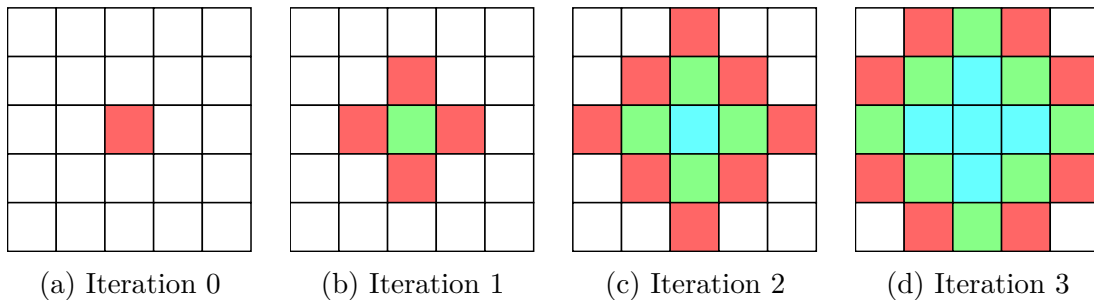 (a) Iteration 0
(b) Iteration 1
(c) Iteration 2
(d) Iteration 3